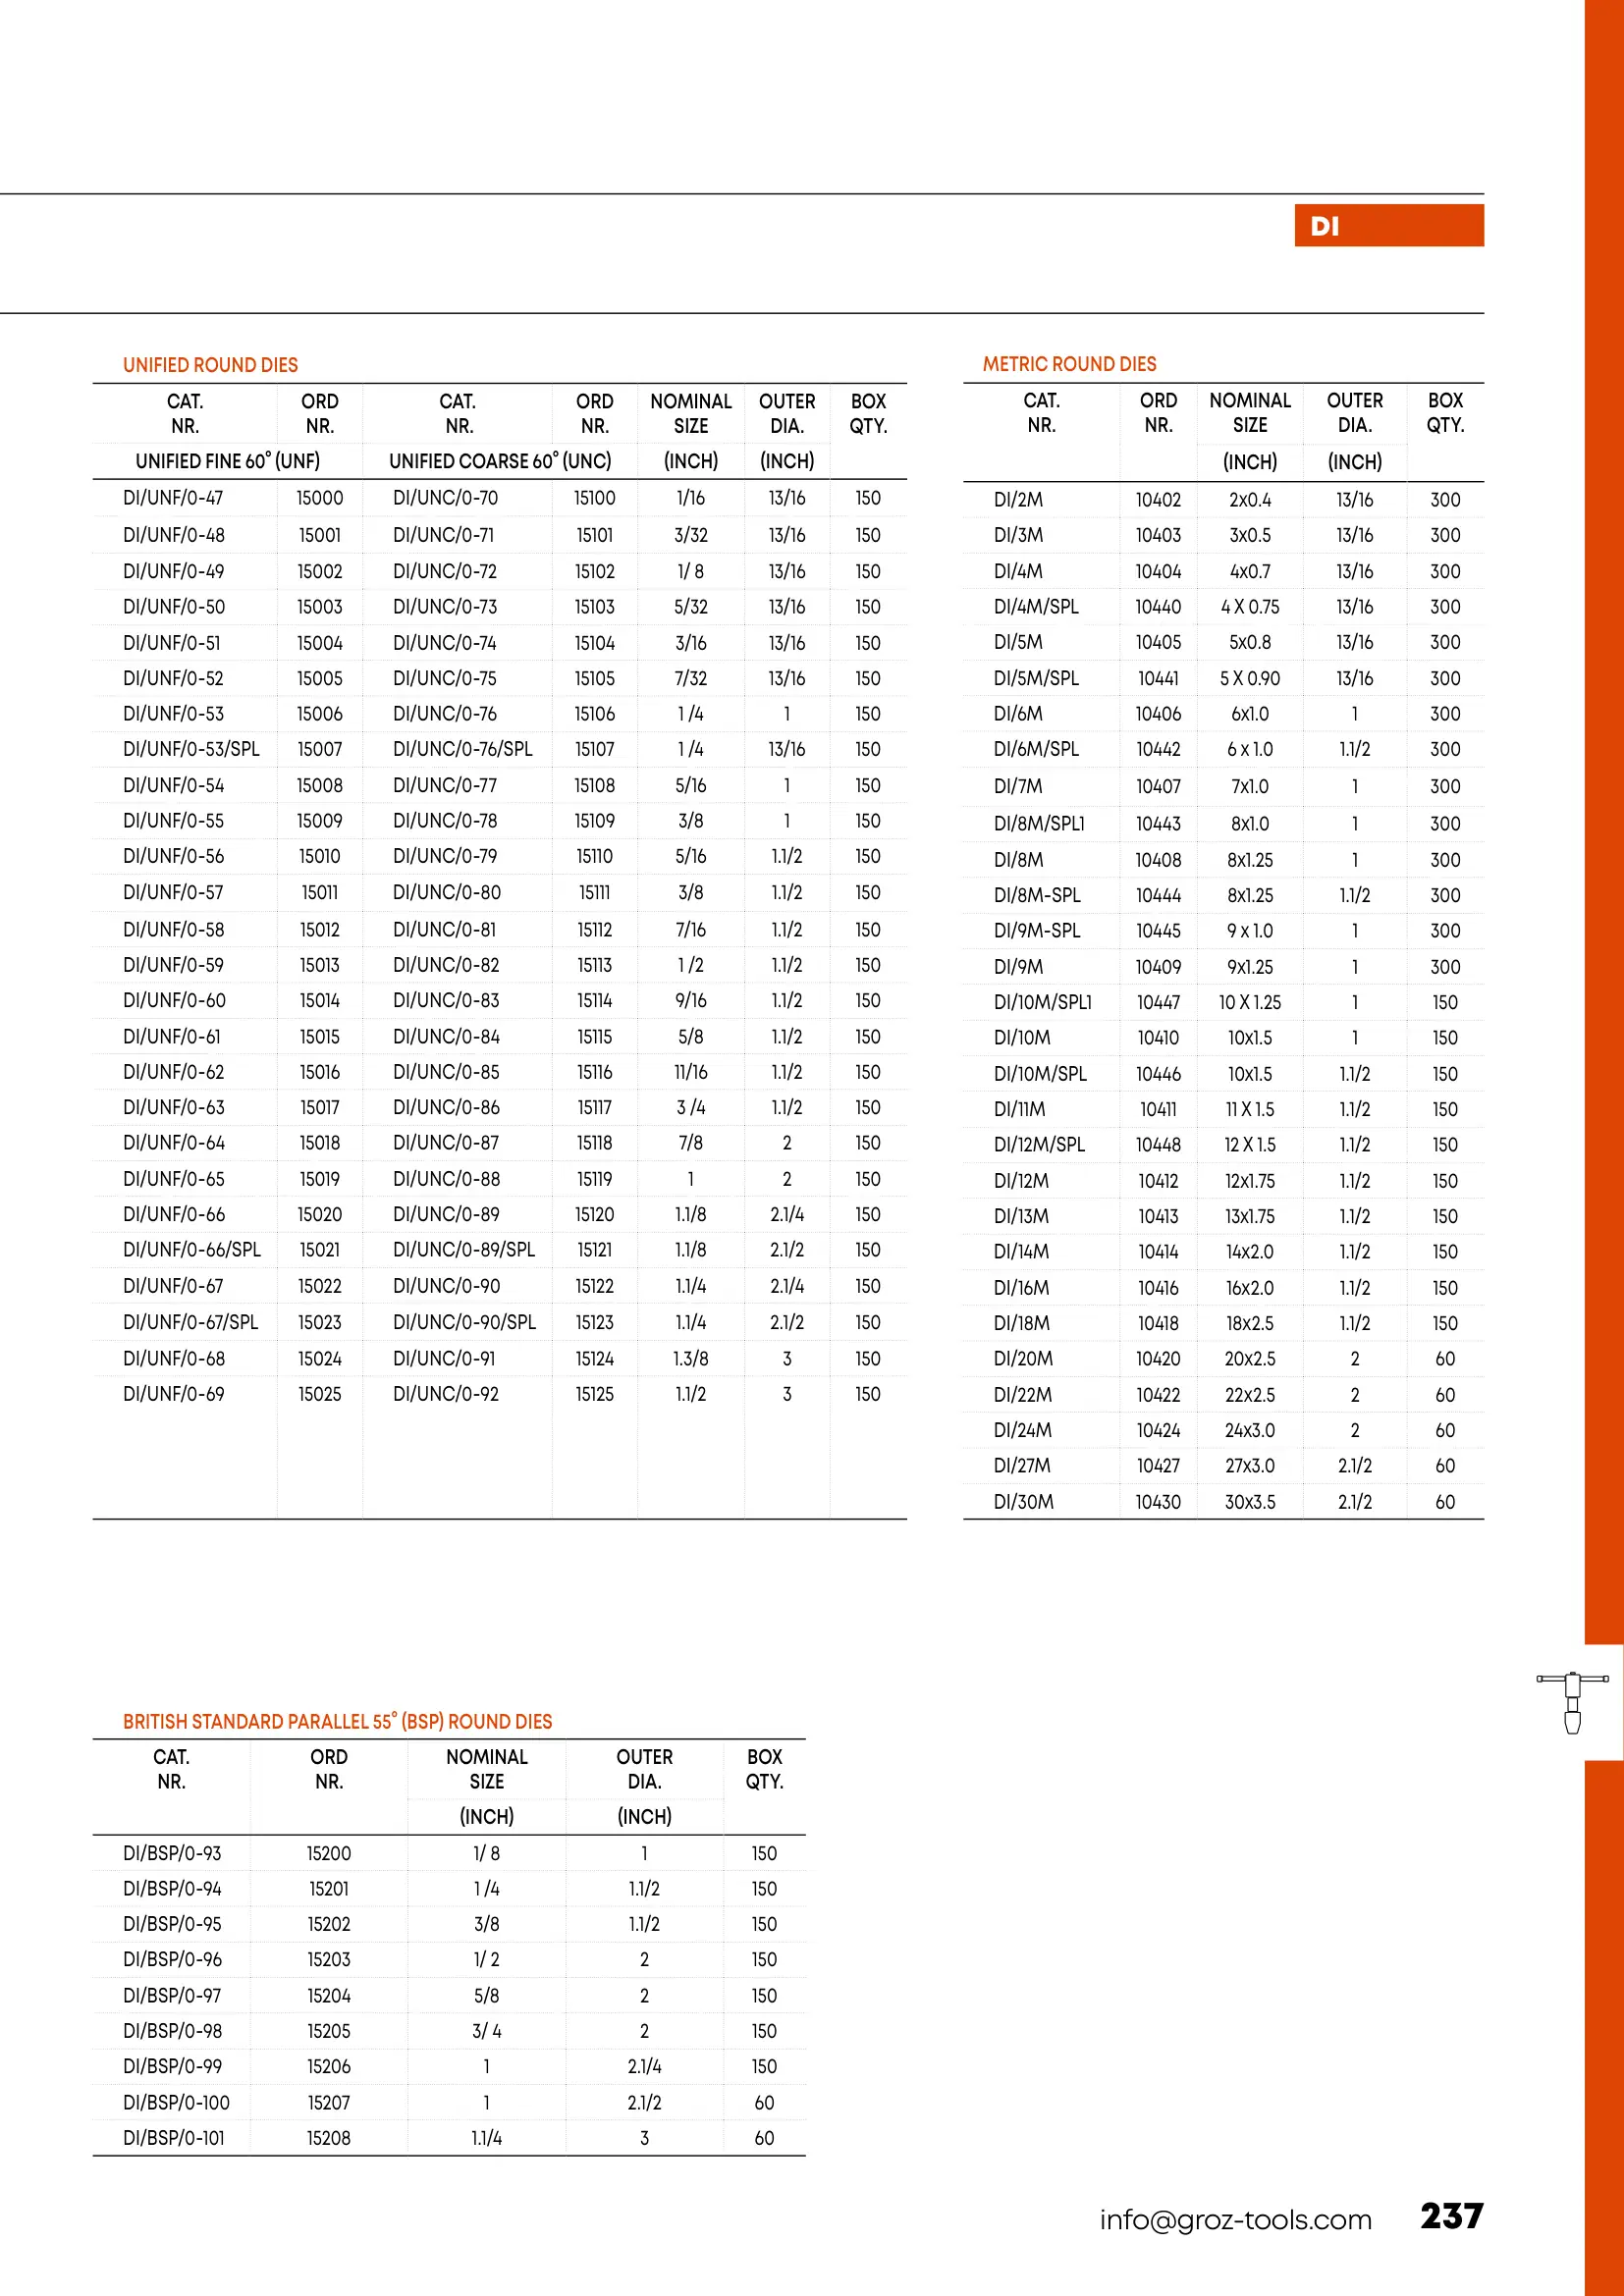 DI
UNIFIED ROUND DIES
CAT. NR. ORD NR. CAT. NR. ORD NR. NOMINAL SIZE OUTER DIA. BOX QTY.
UNIFIED FINE 60° (UNF) UNIFIED COARSE 60° (UNC) (INCH) (INCH)
DI/UNF/0-47 15000 DI/UNC/0-70 15100 1/16 13/16 150
DI/UNF/0-48 15001 DI/UNC/0-71 15101 3/32 13/16 150
DI/UNF/0-49 15002 DI/UNC/0-72 15102 1/ 8 13/16 150
DI/UNF/0-50 15003 DI/UNC/0-73 15103 5/32 13/16 150
DI/UNF/0-51 15004 DI/UNC/0-74 15104 3/16 13/16 150
DI/UNF/0-52 15005 DI/UNC/0-75 15105 7/32 13/16 150
DI/UNF/0-53 15006 DI/UNC/0-76 15106 1 /4 1 150
DI/UNF/0-53/SPL 15007 DI/UNC/0-76/SPL 15107 1 /4 13/16 150
DI/UNF/0-54 15008 DI/UNC/0-77 15108 5/16 1 150
DI/UNF/0-55 15009 DI/UNC/0-78 15109 3/8 1 150
DI/UNF/0-56 15010 DI/UNC/0-79 15110 5/16 1.1/2 150
DI/UNF/0-57 15011 DI/UNC/0-80 15111 3/8 1.1/2 150
DI/UNF/0-58 15012 DI/UNC/0-81 15112 7/16 1.1/2 150
DI/UNF/0-59 15013 DI/UNC/0-82 15113 1 /2 1.1/2 150
DI/UNF/0-60 15014 DI/UNC/0-83 15114 9/16 1.1/2 150
DI/UNF/0-61 15015 DI/UNC/0-84 15115 5/8 1.1/2 150
DI/UNF/0-62 15016 DI/UNC/0-85 15116 11/16 1.1/2 150
DI/UNF/0-63 15017 DI/UNC/0-86 15117 3 /4 1.1/2 150
DI/UNF/0-64 15018 DI/UNC/0-87 15118 7/8 2 150
DI/UNF/0-65 15019 DI/UNC/0-88 15119 1 2 150
DI/UNF/0-66 15020 DI/UNC/0-89 15120 1.1/8 2.1/4 150
DI/UNF/0-66/SPL 15021 DI/UNC/0-89/SPL 15121 1.1/8 2.1/2 150
DI/UNF/0-67 15022 DI/UNC/0-90 15122 1.1/4 2.1/4 150
DI/UNF/0-67/SPL 15023 DI/UNC/0-90/SPL 15123 1.1/4 2.1/2 150
DI/UNF/0-68 15024 DI/UNC/0-91 15124 1.3/8 3 150
DI/UNF/0-69 15025 DI/UNC/0-92 15125 1.1/2 3 150
METRIC ROUND DIES
CAT. NR. ORD NR. NOMINAL SIZE OUTER DIA. BOX QTY.
(INCH) (INCH)
DI/2M 10402 2x0.4 13/16 300
DI/3M 10403 3x0.5 13/16 300
DI/4M 10404 4x0.7 13/16 300
DI/4M/SPL 10440 4 X 0.75 13/16 300
DI/5M 10405 5x0.8 13/16 300
DI/5M/SPL 10441 5 X 0.90 13/16 300
DI/6M 10406 6x1.0 1 300
DI/6M/SPL 10442 6 x 1.0 1.1/2 300
DI/7M 10407 7x1.0 1 300
DI/8M/SPL1 10443 8x1.0 1 300
DI/8M 10408 8x1.25 1 300
DI/8M-SPL 10444 8x1.25 1.1/2 300
DI/9M-SPL 10445 9 x 1.0 1 300
DI/9M 10409 9x1.25 1 300
DI/10M/SPL1 10447 10 X 1.25 1 150
DI/10M 10410 10x1.5 1 150
DI/10M/SPL 10446 10x1.5 1.1/2 150
DI/11M 10411 11 X 1.5 1.1/2 150
DI/12M/SPL 10448 12 X 1.5 1.1/2 150
DI/12M 10412 12x1.75 1.1/2 150
DI/13M 10413 13x1.75 1.1/2 150
DI/14M 10414 14x2.0 1.1/2 150
DI/16M 10416 16x2.0 1.1/2 150
DI/18M 10418 18x2.5 1.1/2 150
DI/20M 10420 20x2.5 2 60
DI/22M 10422 22x2.5 2 60
DI/24M 10424 24x3.0 2 60
DI/27M 10427 27x3.0 2.1/2 60
DI/30M 10430 30x3.5 2.1/2 60
BRITISH STANDARD PARALLEL 55° (BSP) ROUND DIES
CAT. NR. ORD NR. NOMINAL SIZE OUTER DIA. BOX QTY.
(INCH) (INCH)
DI/BSP/0-93 15200 1/ 8 1 150
DI/BSP/0-94 15201 1 /4 1.1/2 150
DI/BSP/0-95 15202 3/8 1.1/2 150
DI/BSP/0-96 15203 1/ 2 2 150
DI/BSP/0-97 15204 5/8 2 150
DI/BSP/0-98 15205 3/ 4 2 150
DI/BSP/0-99 15206 1 2.1/4 150
DI/BSP/0-100 15207 1 2.1/2 60
DI/BSP/0-101 15208 1.1/4 3 60
info@groz-tools.com 237